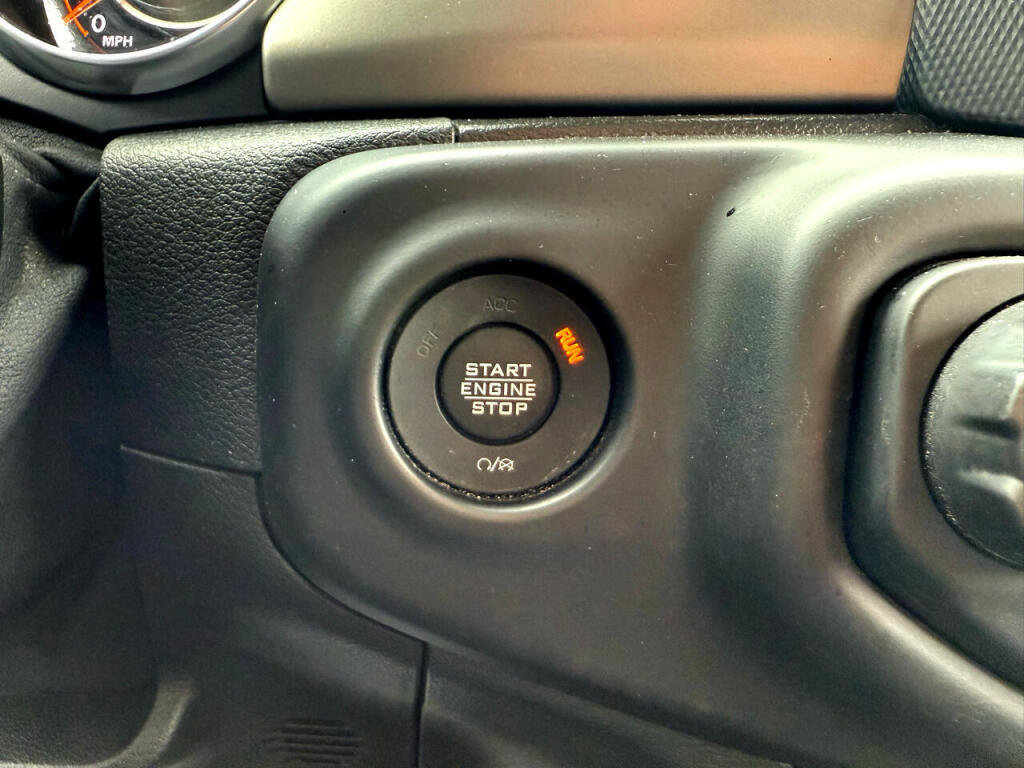 0
MPH
ACC
OFF
RUN
START
ENGINE
STOP